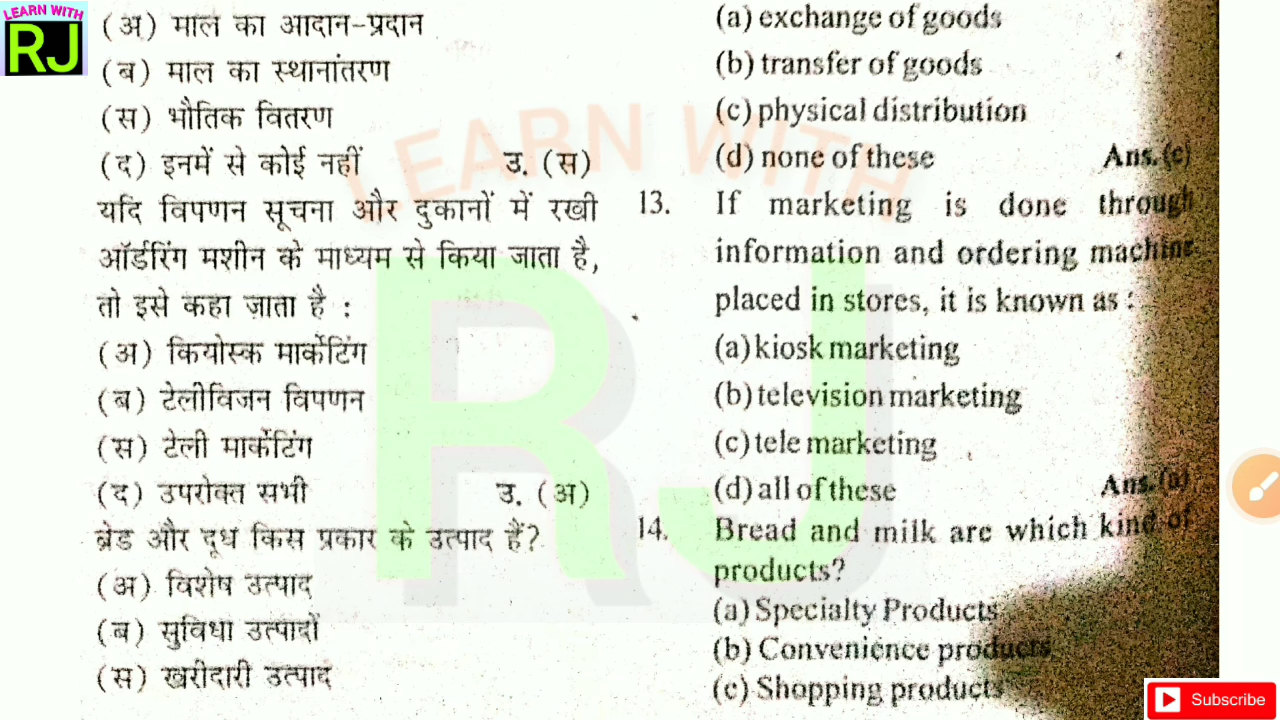 LEARN WITH
RJ
(अ) माल का आदान-प्रदान
(ब) माल का स्थानांतरण
(स) भौतिक वितरण
(द) इनमें से कोई नहीं उ. (स)
यदि विपणन सूचना और दुकानों में रखी
ऑर्डरिंग मशीन के माध्यम से किया जाता है,
तो इसे कहा जाता है :
(अ) कियोस्क मार्केटिंग
(ब) टेलीविजन विपणन
(स) टेली मार्केटिंग
(द) उपरोक्त सभी उ. (अ)
ब्रेड और दूध किस प्रकार के उत्पाद हैं?
(अ) विशेष उत्पाद
(ब) सुविधा उत्पादों
(स) खरीदारी उत्पाद
(a) exchange of goods
(b) transfer of goods
(c) physical distribution
(d) none of these Ans. (c)
13. If marketing is done through
information and ordering machine
placed in stores, it is known as :
(a) kiosk marketing
(b) television marketing
(c) tele marketing
(d) all of these Ans. (a)
14. Bread and milk are which kind of
products?
(a) Specialty Products
(b) Convenience products
(c) Shopping products
LEARN WITH
RJ
Subscribe